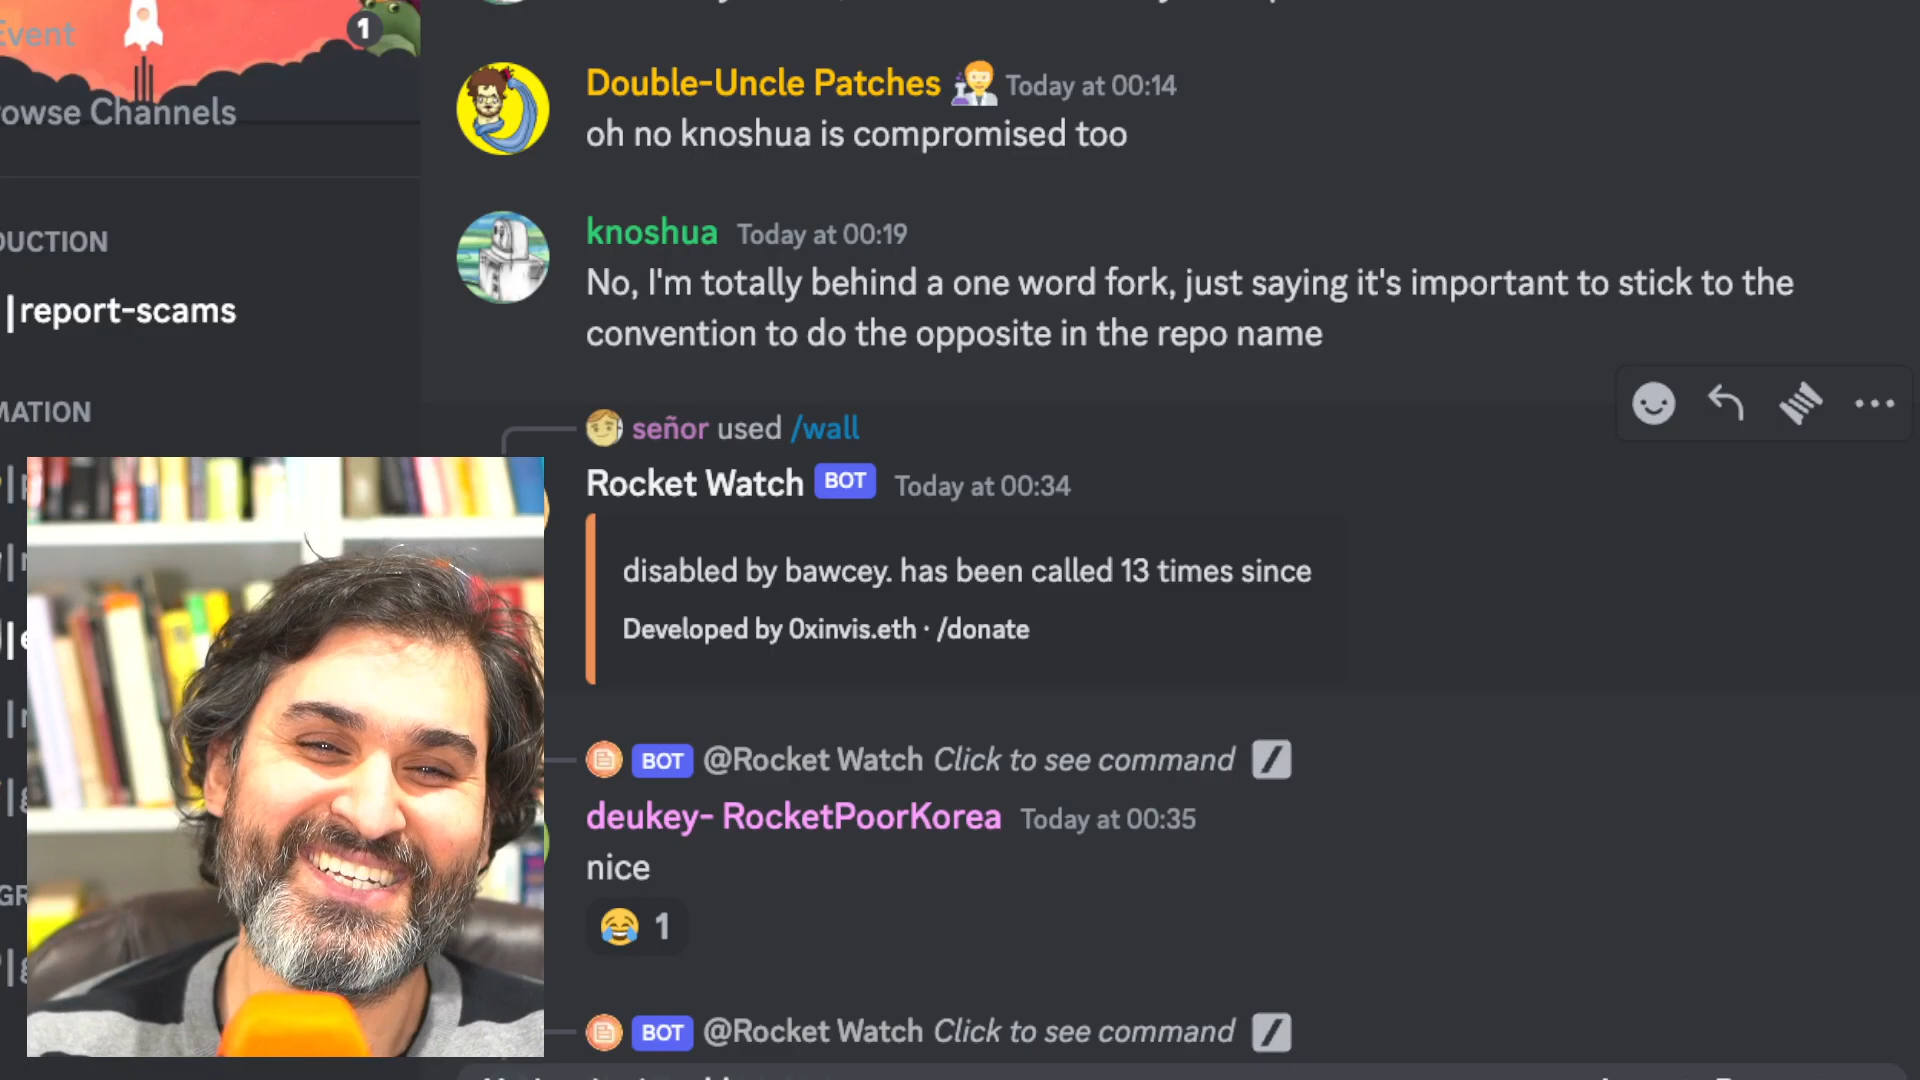 Event
1
rowse Channels
DUCTION
report-scams
MATION
Double-Uncle Patches Today at 00:14
oh no knoshua is compromised too
knoshua Today at 00:19
No, I'm totally behind a one word fork, just saying it's important to stick to the
convention to do the opposite in the repo name
señor used /wall
Rocket Watch BOT Today at 00:34
disabled by bawcey. has been called 13 times since
Developed by 0xinvis.eth · /donate
BOT @Rocket Watch Click to see command
deukey- RocketPoorKorea Today at 00:35
nice
😂 1
BOT @Rocket Watch Click to see command